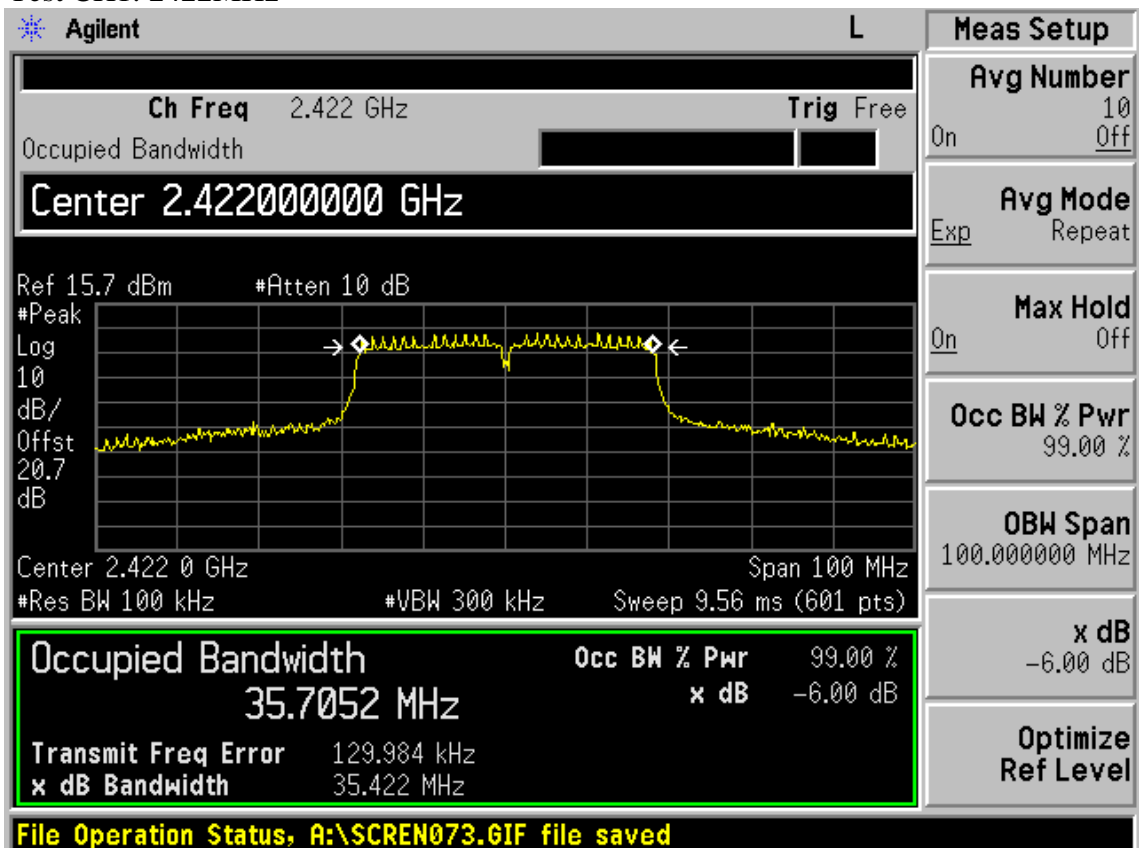 Agilent L
Meas Setup
Ch Freq 2.422 GHz Trig Free
Occupied Bandwidth
Center 2.422000000 GHz
Ref 15.7 dBm #Atten 10 dB
#Peak
Log
10
dB/
Offst
20.7
dB
Center 2.422 0 GHz Span 100 MHz
#Res BW 100 kHz #VBW 300 kHz Sweep 9.56 ms (601 pts)
Occupied Bandwidth Occ BW % Pwr 99.00 %
35.7052 MHz x dB -6.00 dB
Transmit Freq Error 129.984 kHz
x dB Bandwidth 35.422 MHz
Avg Number
10
On Off
Avg Mode
Exp Repeat
Max Hold
On Off
Occ BW % Pwr
99.00 %
OBW Span
100.000000 MHz
x dB
-6.00 dB
Optimize
Ref Level
File Operation Status, A:\SCREN073.GIF file saved